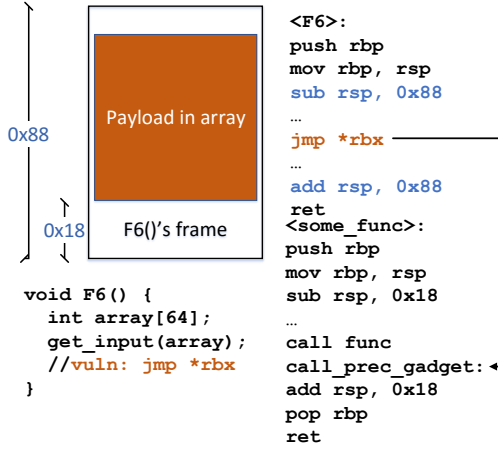 0x88
Payload in array
0x18
F6()'s frame
void F6() {
int array[64];
get_input(array);
//vuln: jmp *rbx
}
<F6>:
push rbp
mov rbp, rsp
sub rsp, 0x88
…
jmp *rbx
…
add rsp, 0x88
ret
<some_func>:
push rbp
mov rbp, rsp
sub rsp, 0x18
…
call func
call_prec_gadget:
add rsp, 0x18
pop rbp
ret